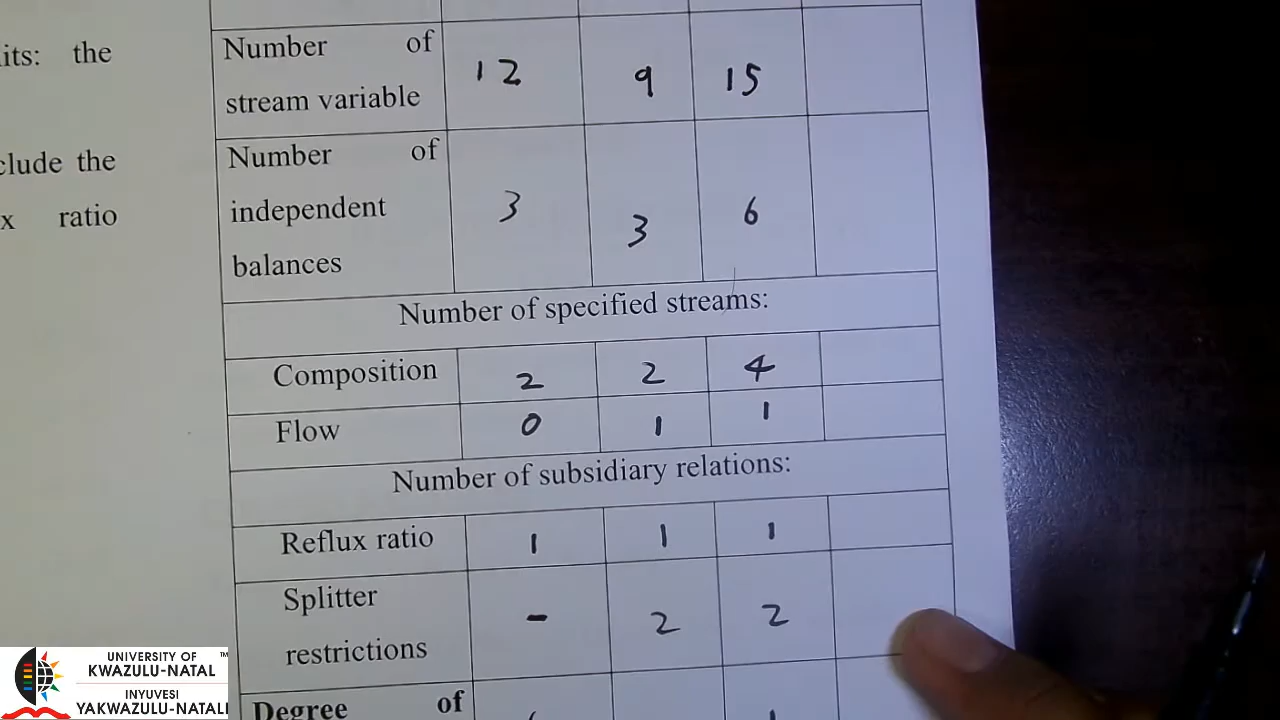 its: the
clude the
x ratio
Number of
stream variable
12 9 15
Number of
independent
balances
3 3 6
Number of specified streams:
Composition 2 2 4
Flow 0 1 1
Number of subsidiary relations:
Reflux ratio 1 1 1
Splitter
restrictions
- 2 2
Degree of
UNIVERSITY OF ™
KWAZULU-NATAL
INYUVESI
YAKWAZULU-NATALI